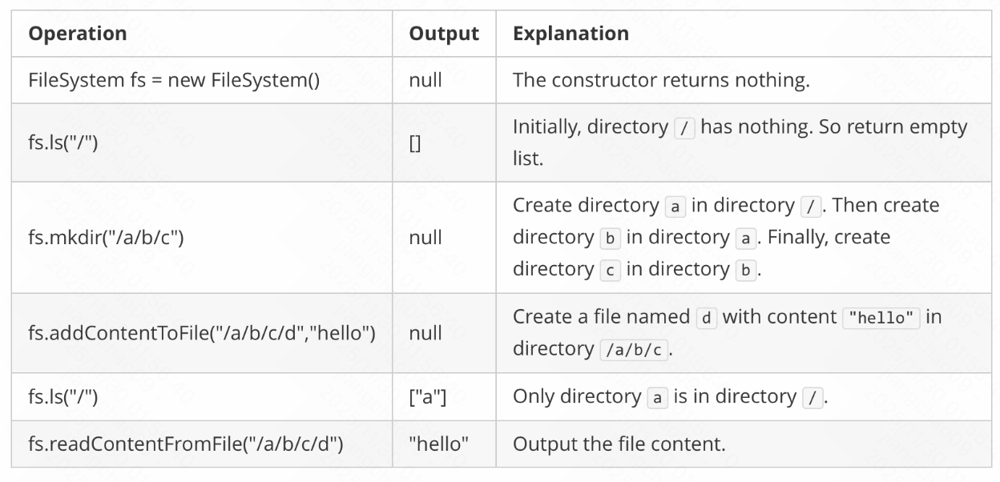 Operation Output Explanation
FileSystem fs = new FileSystem() null The constructor returns nothing.
fs.ls("/") [] Initially, directory / has nothing. So return empty
list.
fs.mkdir("/a/b/c") null Create directory a in directory /. Then create
directory b in directory a. Finally, create
directory c in directory b.
fs.addContentToFile("/a/b/c/d","hello") null Create a file named d with content "hello" in
directory /a/b/c.
fs.ls("/") ["a"] Only directory a is in directory /.
fs.readContentFromFile("/a/b/c/d") "hello" Output the file content.